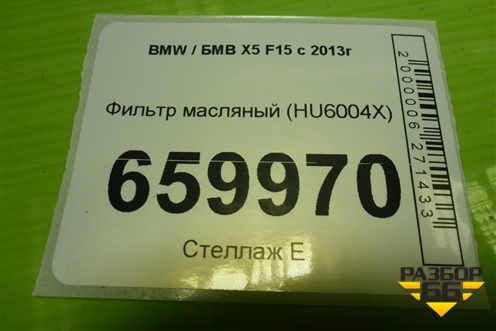 BMW / БМВ X5 F15 с 2013г
Фильтр масляный (HU6004X)
659970
Стеллаж Е
2000006271433
РАЗБОР
66